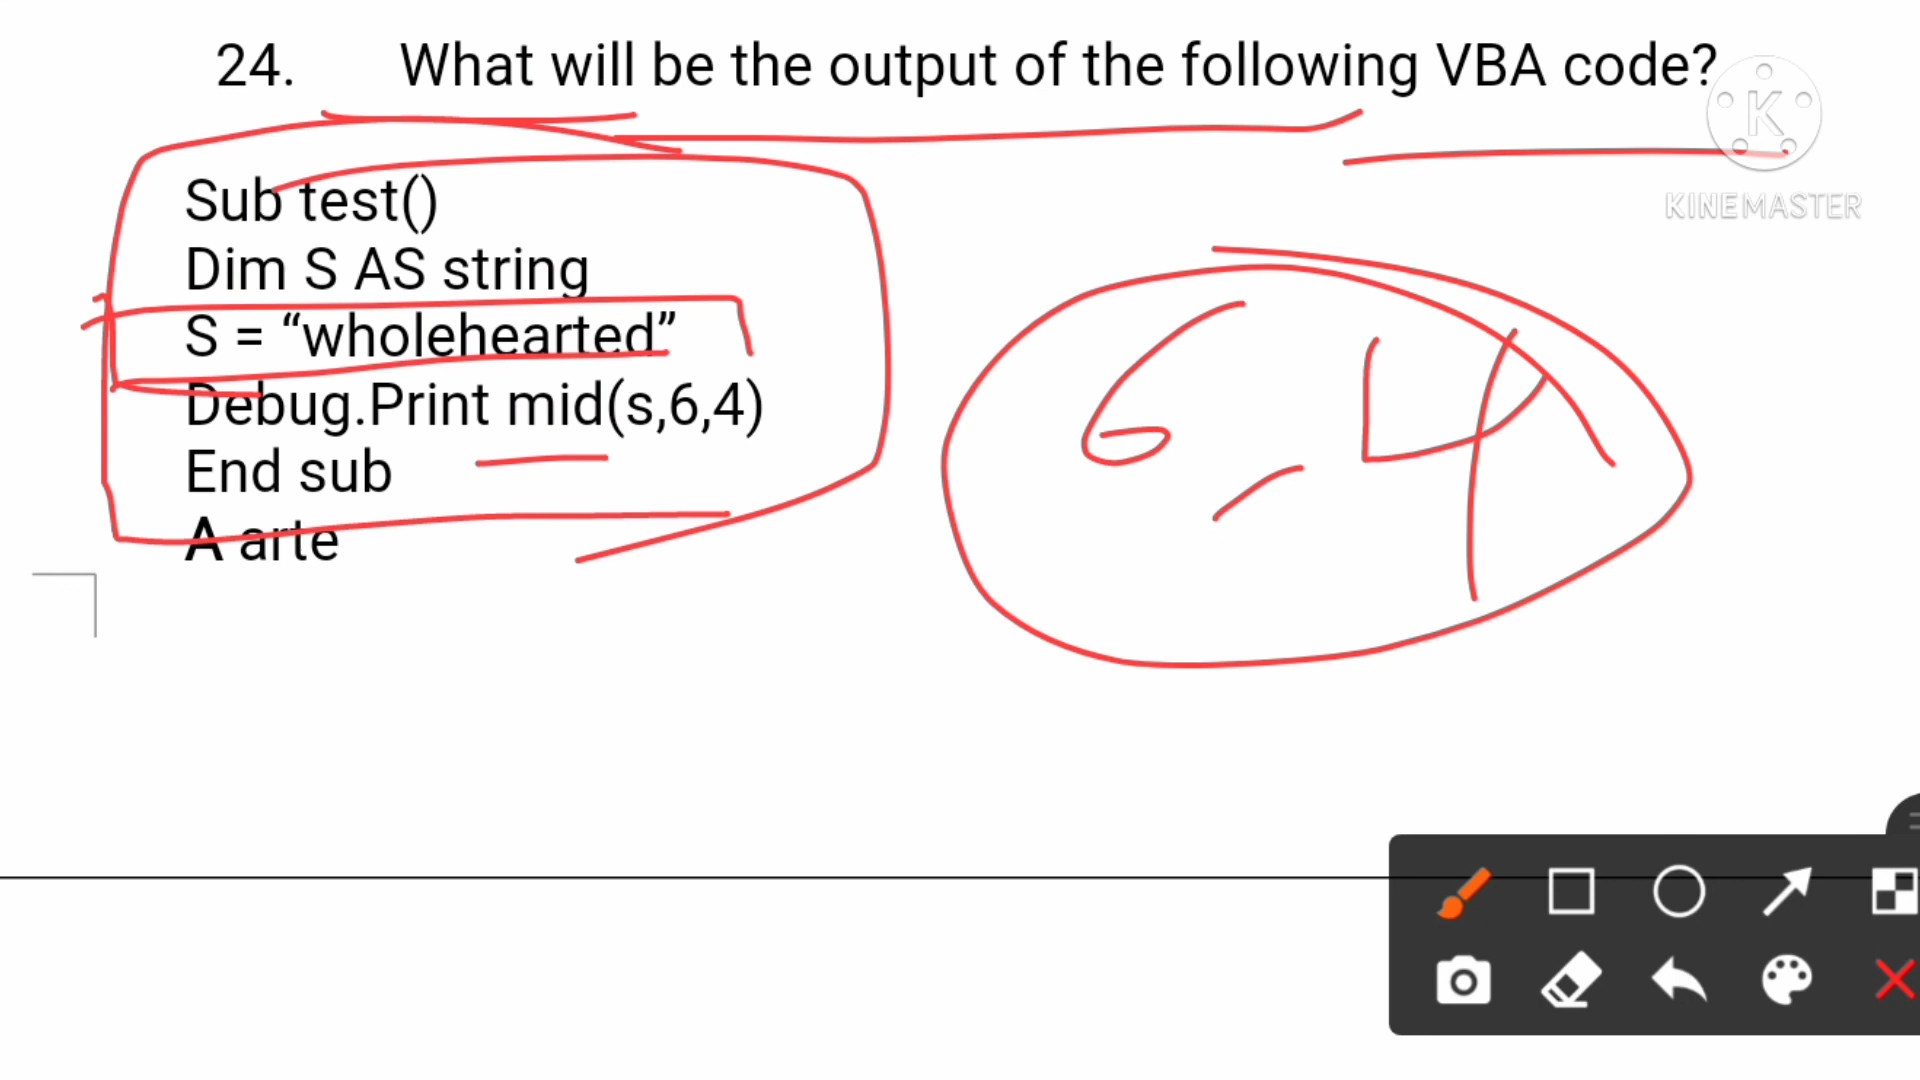 24. What will be the output of the following VBA code?
K
KINEMASTER
Sub test()
Dim S AS string
S = “wholehearted”
Debug.Print mid(s,6,4)
End sub
A arte
6, 4